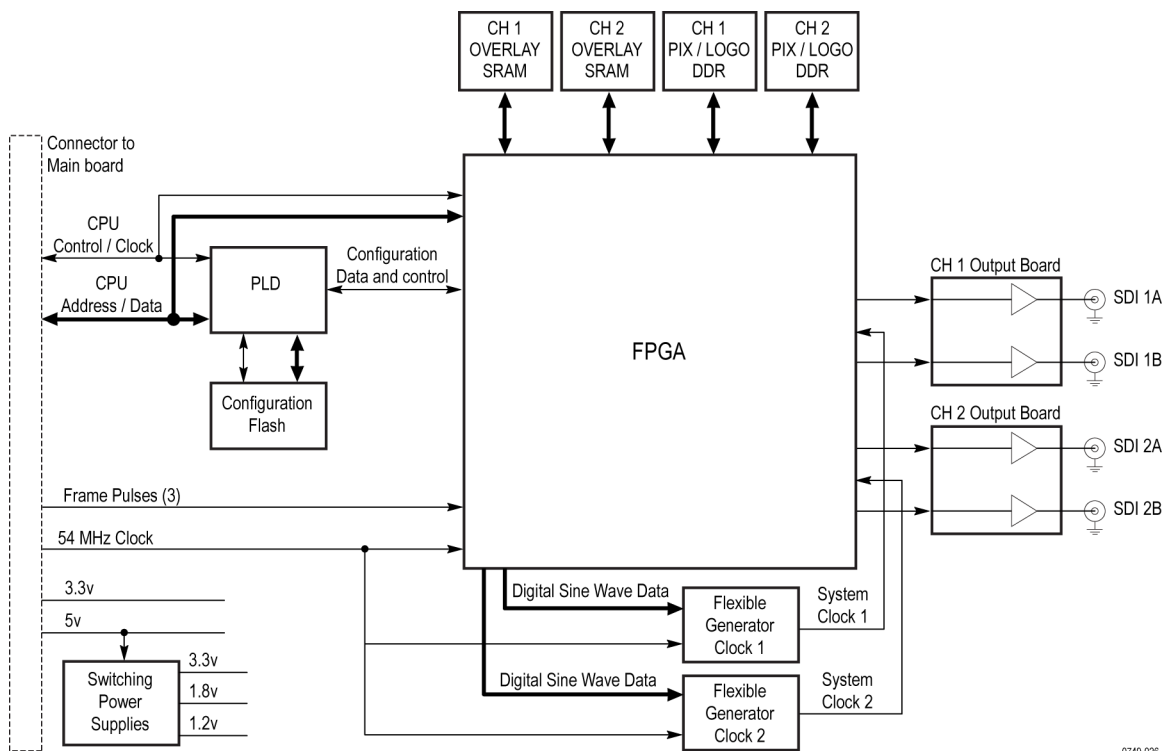 CH 1
OVERLAY
SRAM
CH 2
OVERLAY
SRAM
CH 1
PIX / LOGO
DDR
CH 2
PIX / LOGO
DDR
Connector to
Main board
CPU
Control / Clock
CPU
Address / Data
PLD
Configuration
Data and control
Configuration
Flash
FPGA
CH 1 Output Board
SDI 1A
SDI 1B
CH 2 Output Board
SDI 2A
SDI 2B
Frame Pulses (3)
54 MHz Clock
3.3v
5v
Switching
Power
Supplies
3.3v
1.8v
1.2v
Digital Sine Wave Data
Flexible
Generator
Clock 1
System
Clock 1
Digital Sine Wave Data
Flexible
Generator
Clock 2
System
Clock 2